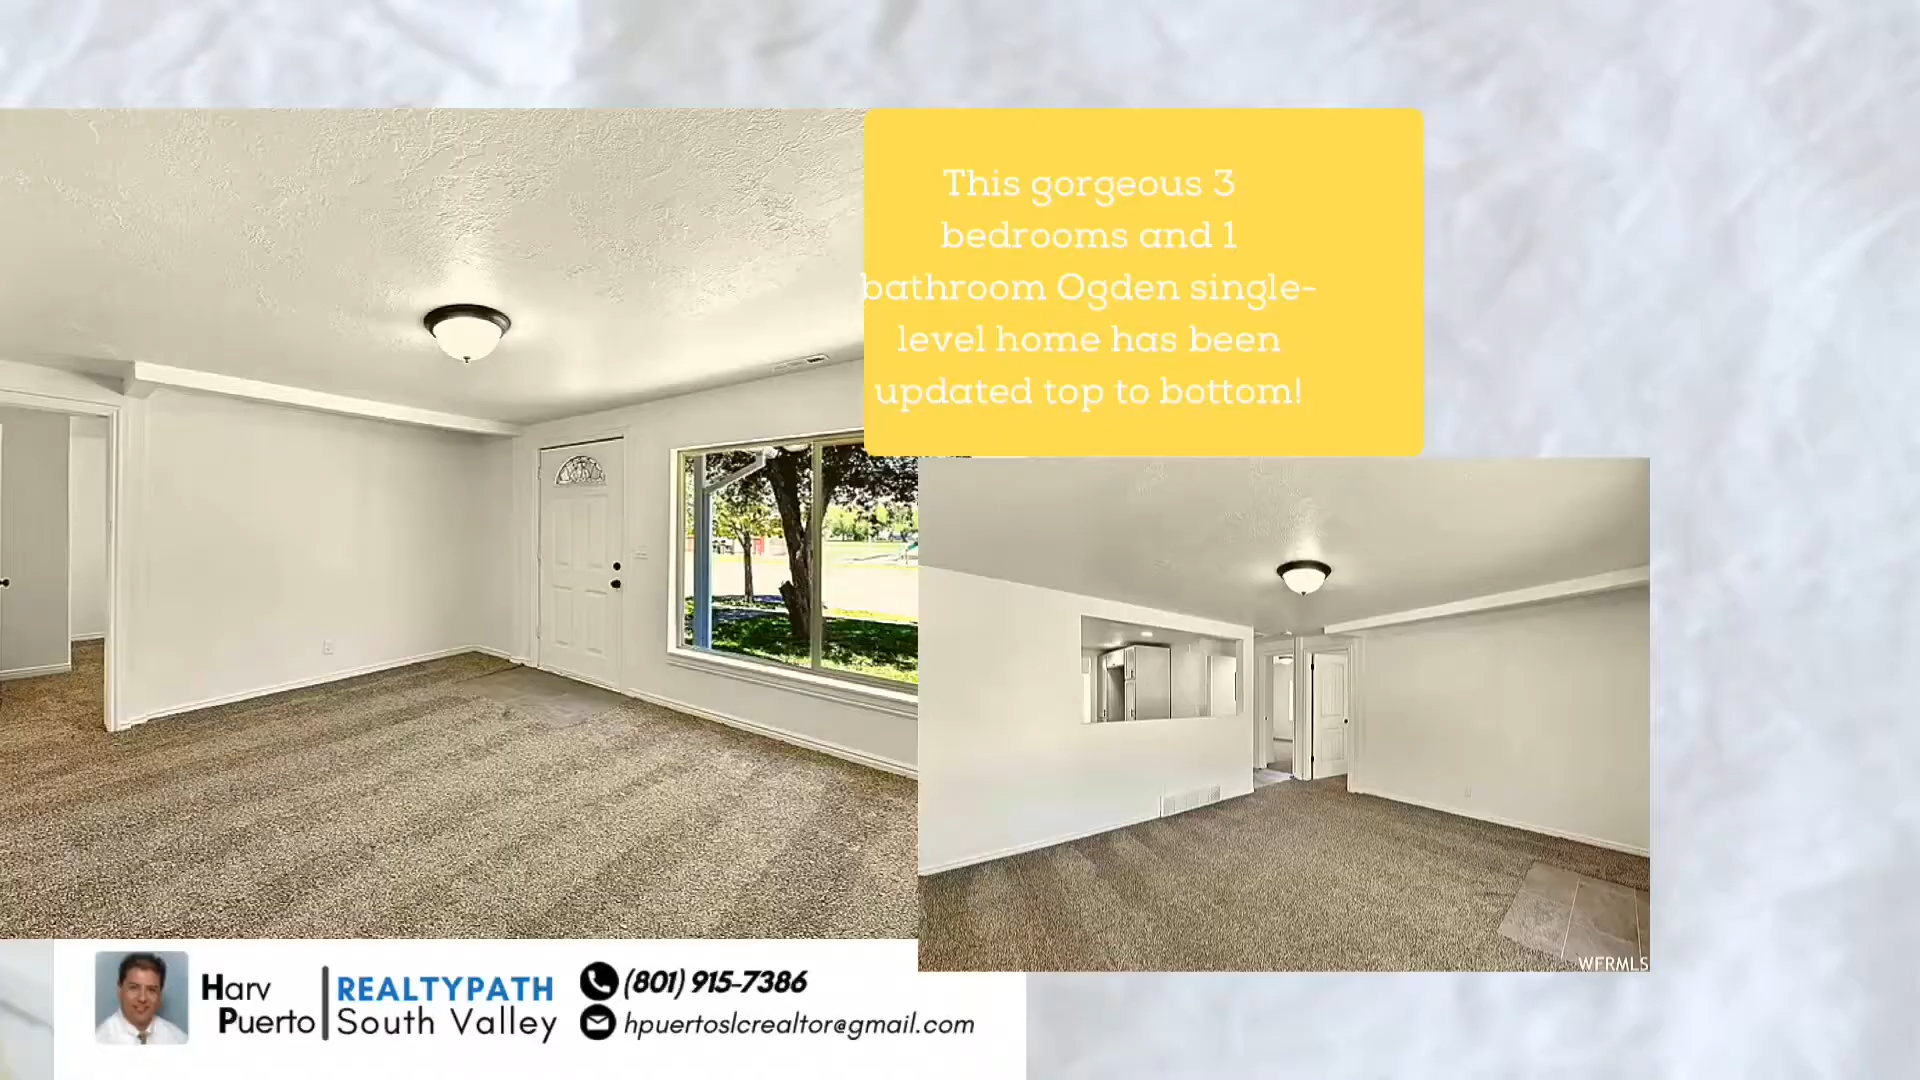 This gorgeous 3
bedrooms and 1
bathroom Ogden single-
level home has been
updated top to bottom!
WFRMLS
Harv
Puerto
REALTYPATH
South Valley
(801) 915-7386
hpuertoslcrealtor@gmail.com